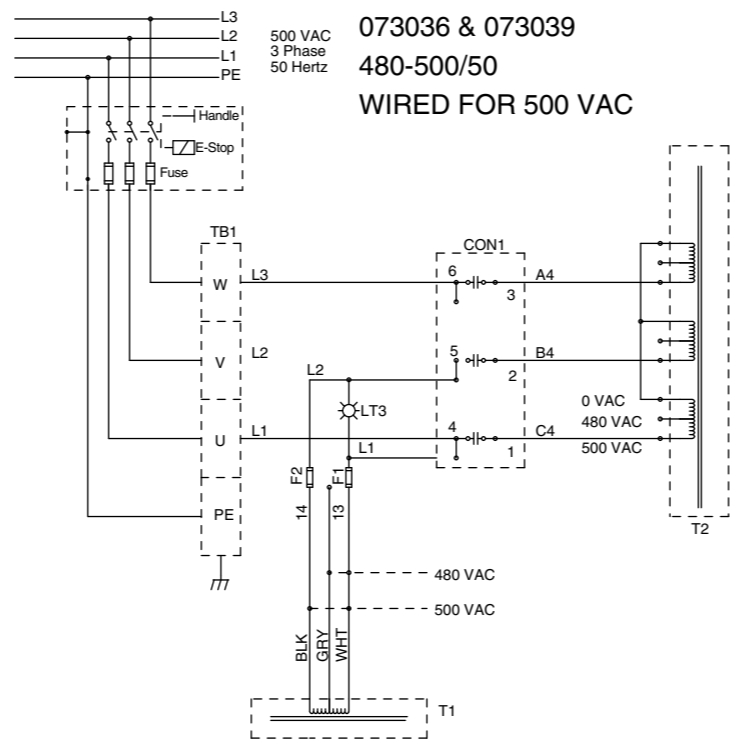 L3
L2
L1
PE
500 VAC
3 Phase
50 Hertz
073036 & 073039
480-500/50
WIRED FOR 500 VAC
Handle
E-Stop
Fuse
TB1
CON1
W
L3
6
3
A4
V
L2
L2
5
2
B4
LT3
0 VAC
480 VAC
500 VAC
U
L1
4
1
C4
L1
F2
F1
14
13
PE
T2
480 VAC
500 VAC
BLK
GRY
WHT
T1